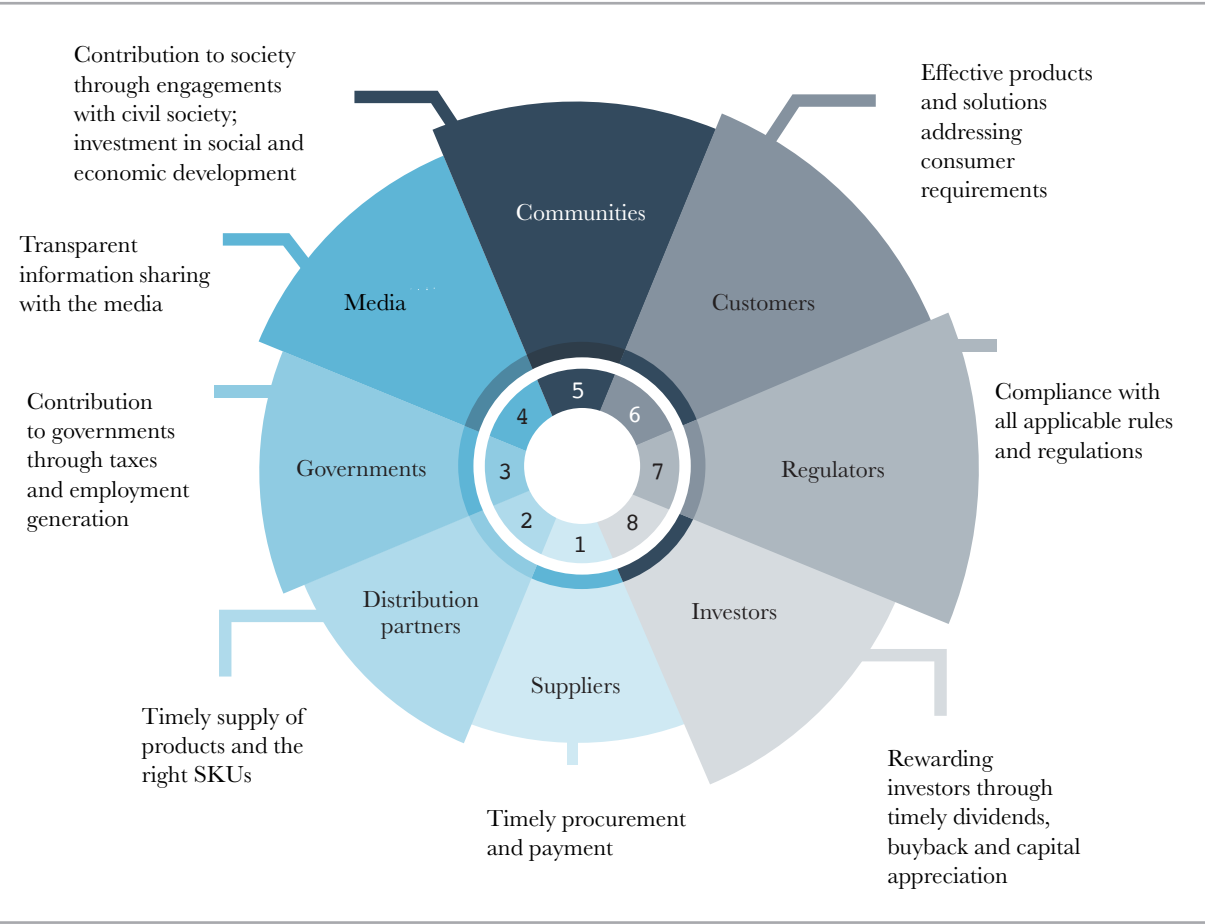 Contribution to society
through engagements
with civil society;
investment in social and
economic development
Effective products
and solutions
addressing
consumer
requirements
Communities
Transparent
information sharing
with the media
Media
Customers
Contribution
to governments
through taxes
and employment
generation
Compliance with
all applicable rules
and regulations
Governments
Regulators
5
4
6
3
7
2
8
1
Distribution
partners
Investors
Suppliers
Timely supply of
products and the
right SKUs
Timely procurement
and payment
Rewarding
investors through
timely dividends,
buyback and capital
appreciation